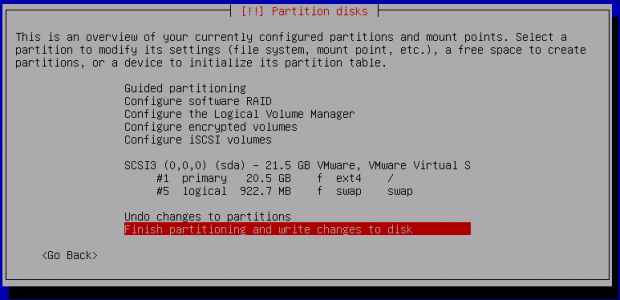 [!!] Partition disks
This is an overview of your currently configured partitions and mount points. Select a
partition to modify its settings (file system, mount point, etc.), a free space to create
partitions, or a device to initialize its partition table.
Guided partitioning
Configure software RAID
Configure the Logical Volume Manager
Configure encrypted volumes
Configure iSCSI volumes
SCSI3 (0,0,0) (sda) - 21.5 GB VMware, VMware Virtual S
#1 primary 20.5 GB f ext4 /
#5 logical 922.7 MB f swap swap
Undo changes to partitions
Finish partitioning and write changes to disk
<Go Back>